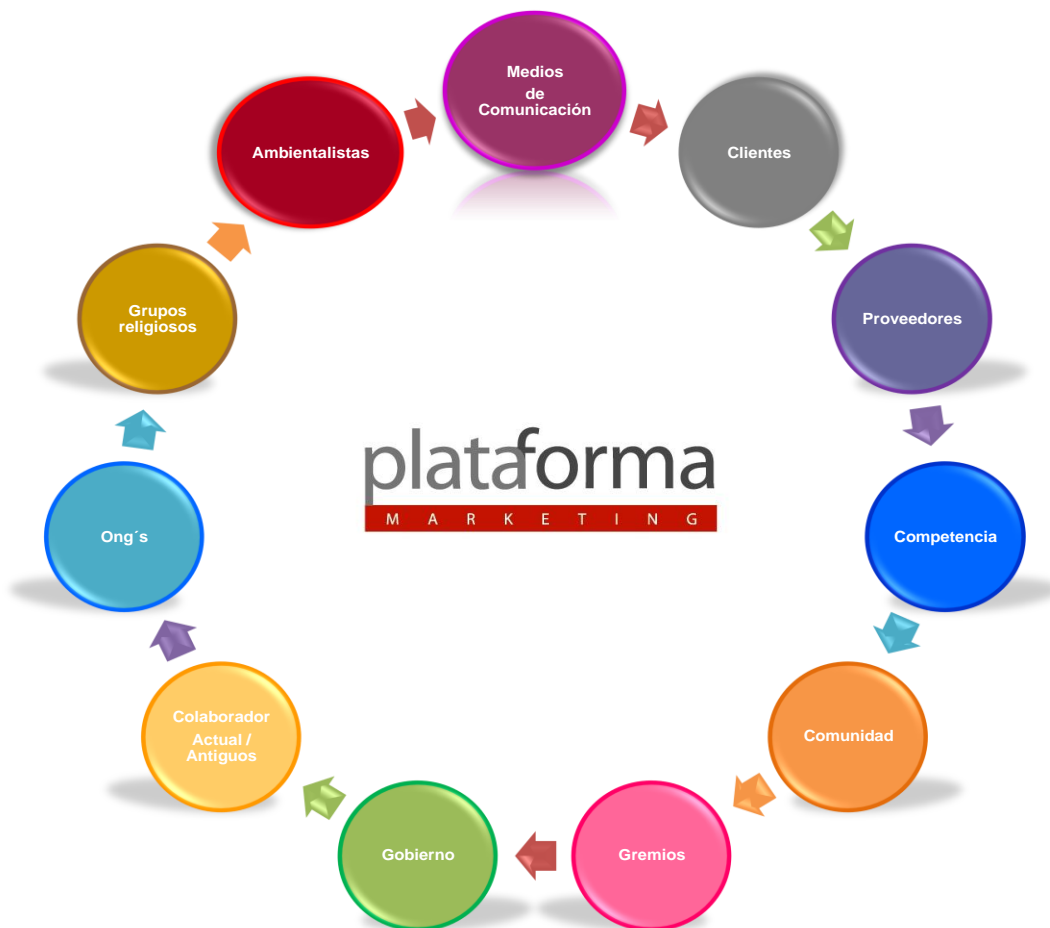 Medios
de
Comunicación
Clientes
Ambientalistas
Proveedores
Grupos
religiosos
plataforma
MARKETING
Competencia
Ong´s
Colaborador
Actual /
Antiguos
Comunidad
Gobierno
Gremios